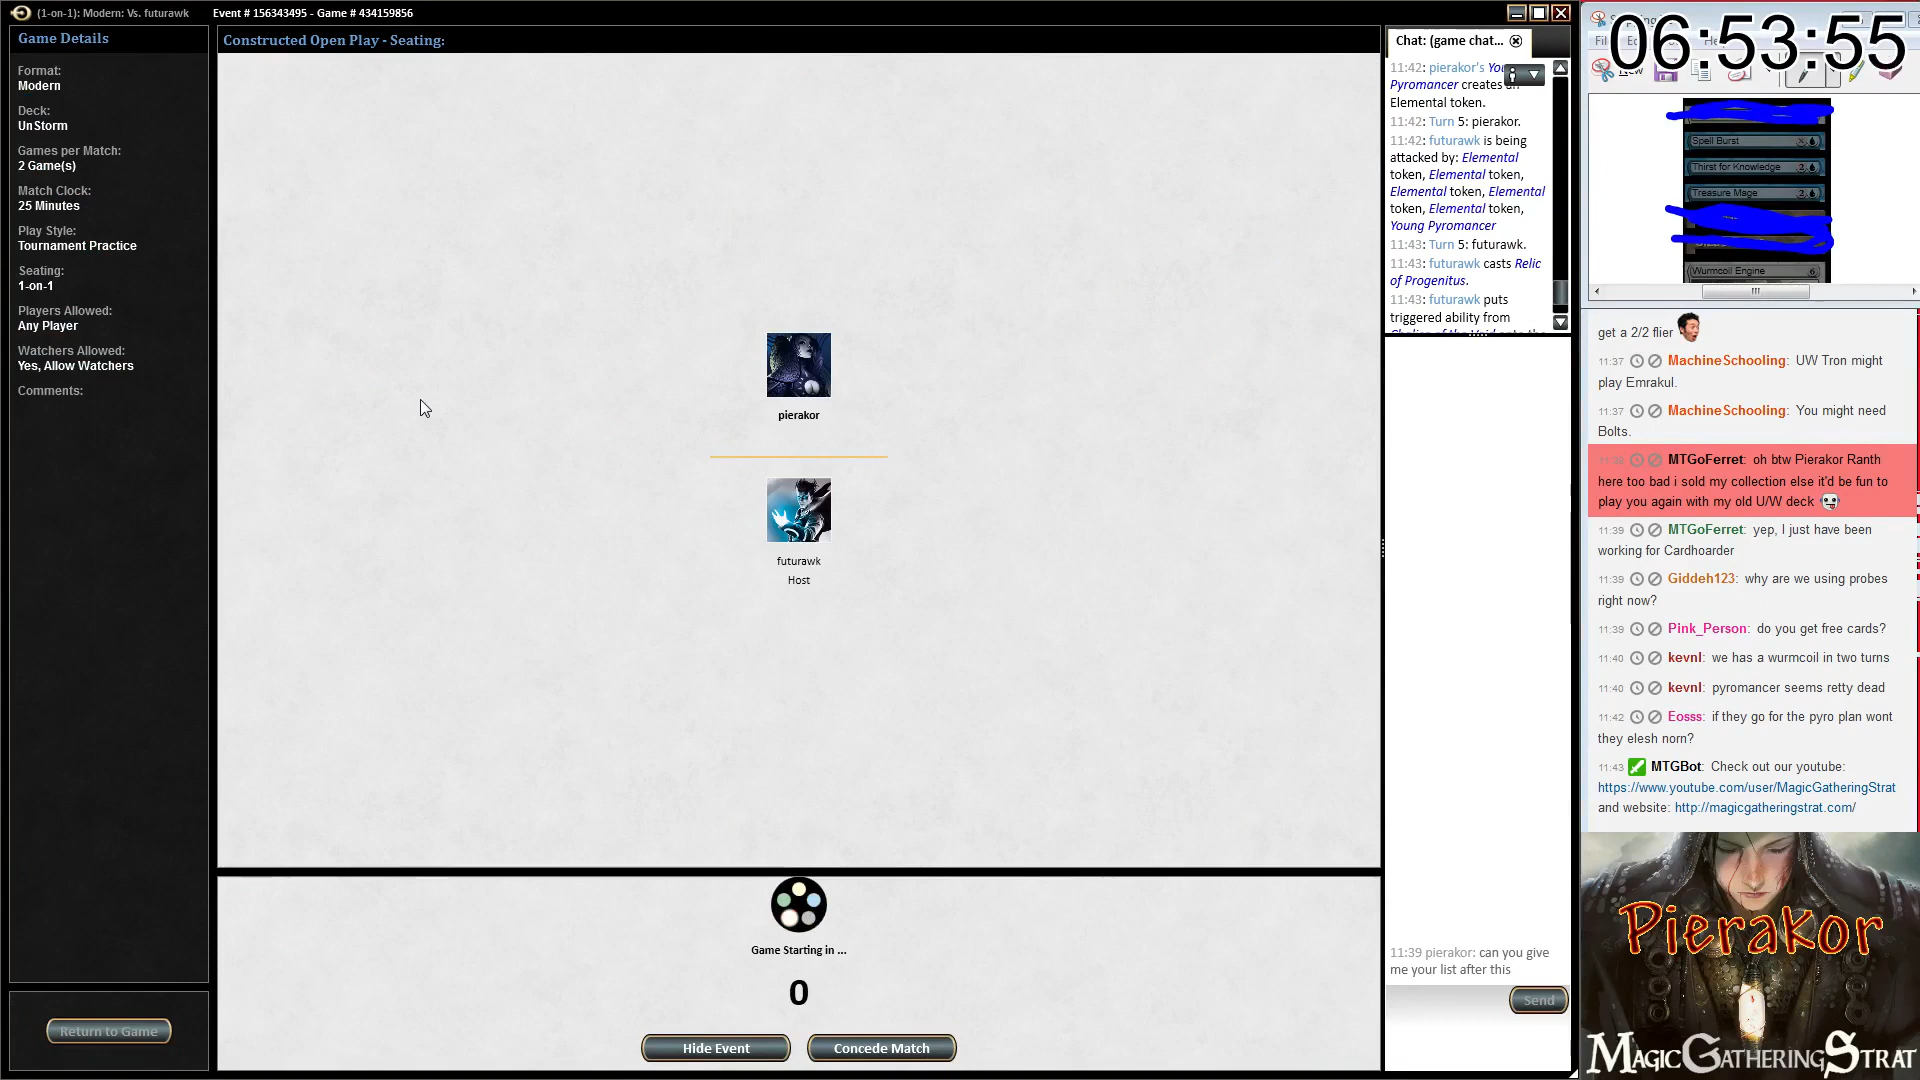 (1-on-1): Modern: Vs. futurawk
Event # 156343495 - Game # 434159856
Game Details
Format:
Modern
Deck:
UnStorm
Games per Match:
2 Game(s)
Match Clock:
25 Minutes
Play Style:
Tournament Practice
Seating:
1-on-1
Players Allowed:
Any Player
Watchers Allowed:
Yes, Allow Watchers
Comments:
Return to Game
Constructed Open Play - Seating:
pierakor
futurawk
Host
Game Starting in ...
0
Hide Event
Concede Match
Chat: (game chat...
11:42: pierakor's
Pyromancer creates
Elemental token.
11:42: Turn 5: pierakor.
11:42: futurawk is being
attacked by: Elemental
token, Elemental token,
Elemental token, Elemental
token, Elemental token,
Young Pyromancer
11:43: Turn 5: futurawk.
11:43: futurawk casts Relic
of Progenitus.
11:43: futurawk puts
triggered ability from
11:39 pierakor: can you give
me your list after this
Send
06:53:55
New
Spell Burst
Thirst for Knowledge 2
Treasure Mage 2
Wurmcoil Engine 6
get a 2/2 flier
11:37 MachineSchooling: UW Tron might
play Emrakul.
11:37 MachineSchooling: You might need
Bolts.
MTGoFerret: oh btw Pierakor Ranth
here too bad i sold my collection else it'd be fun to
play you again with my old U/W deck
11:39 MTGoFerret: yep, I just have been
working for Cardhoarder
11:39 Giddeh123: why are we using probes
right now?
11:39 Pink_Person: do you get free cards?
11:40 kevnl: we has a wurmcoil in two turns
11:40 kevnl: pyromancer seems retty dead
11:42 Eosss: if they go for the pyro plan wont
they elesh norn?
11:43 MTGBot: Check out our youtube:
https://www.youtube.com/user/MagicGatheringStrat
and website: http://magicgatheringstrat.com/
Pierakor
MagicGatheringStrat